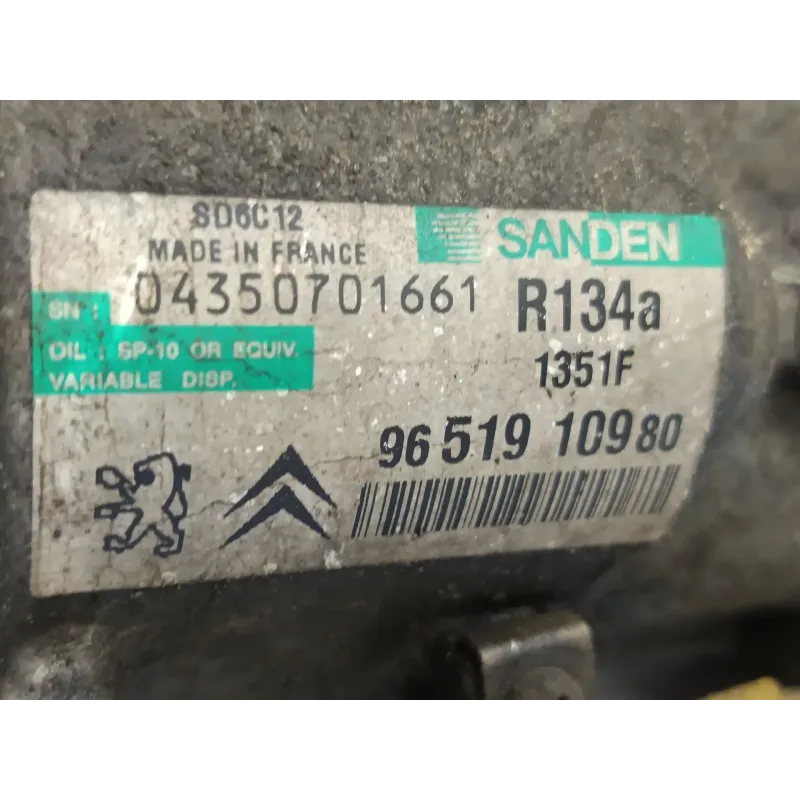 SD6C12
MADE IN FRANCE
SANDEN
SN : 04350701661
R134a
OIL : SP-10 OR EQUIV.
VARIABLE DISP.
1351F
96 519 109 80